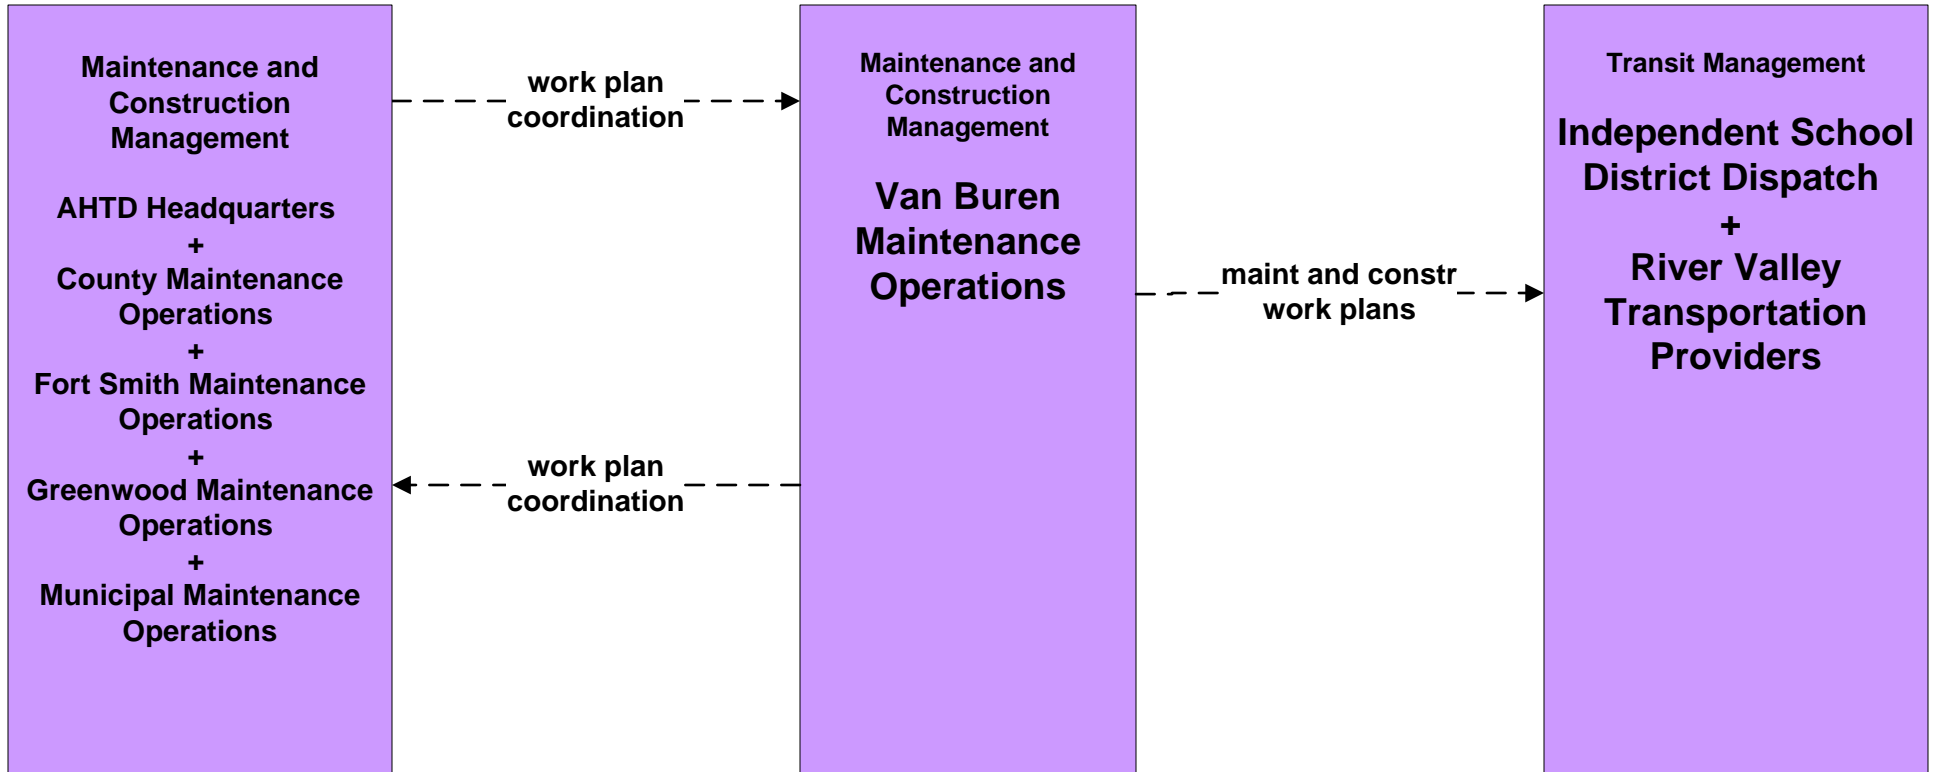 Maintenance and
Construction
Management
AHTD Headquarters
+
County Maintenance
Operations
+
Fort Smith Maintenance
Operations
+
Greenwood Maintenance
Operations
+
Municipal Maintenance
Operations
work plan
coordination
work plan
coordination
Maintenance and
Construction
Management
Van Buren
Maintenance
Operations
maint and constr
work plans
Transit Management
Independent School
District Dispatch
+
River Valley
Transportation
Providers